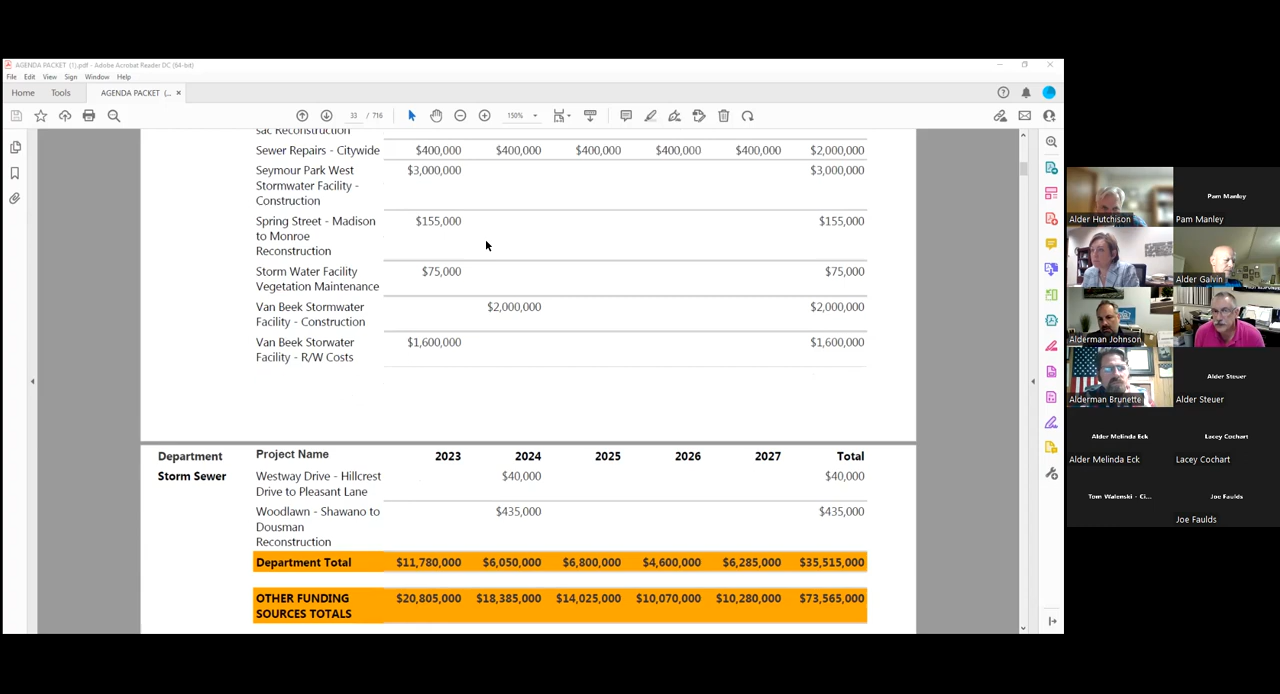 AGENDA PACKET (1).pdf - Adobe Acrobat Reader DC (64-bit)
File Edit View Sign Window Help
Home Tools AGENDA PACKET (... ×
33 / 716 150%
sac Reconstruction
Sewer Repairs - Citywide $400,000 $400,000 $400,000 $400,000 $400,000 $2,000,000
Seymour Park West $3,000,000 $3,000,000
Stormwater Facility -
Construction
Spring Street - Madison $155,000 $155,000
to Monroe
Reconstruction
Storm Water Facility $75,000 $75,000
Vegetation Maintenance
Van Beek Stormwater $2,000,000 $2,000,000
Facility - Construction
Van Beek Storwater $1,600,000 $1,600,000
Facility - R/W Costs
Department Project Name 2023 2024 2025 2026 2027 Total
Storm Sewer Westway Drive - Hillcrest $40,000 $40,000
Drive to Pleasant Lane
Woodlawn - Shawano to $435,000 $435,000
Dousman
Reconstruction
Department Total $11,780,000 $6,050,000 $6,800,000 $4,600,000 $6,285,000 $35,515,000
OTHER FUNDING $20,805,000 $18,385,000 $14,025,000 $10,070,000 $10,280,000 $73,565,000
SOURCES TOTALS
Pam Manley
Alder Hutchison Pam Manley
Alder Galvin
Alderman Johnson
Alder Steuer
Alderman Brunette Alder Steuer
Alder Melinda Eck Lacey Cochart
Alder Melinda Eck Lacey Cochart
Tom Walenski - Ci... Joe Faulds
Joe Faulds